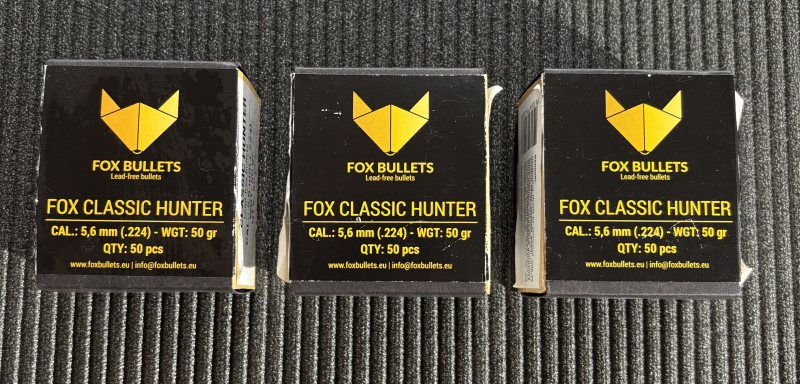 FOX BULLETS
Lead-free bullets
FOX CLASSIC HUNTER
CAL.: 5,6 mm (.224) - WGT: 50 gr
QTY: 50 pcs
www.foxbullets.eu | info@foxbullets.eu
FOX BULLETS
Lead-free bullets
FOX CLASSIC HUNTER
CAL.: 5,6 mm (.224) - WGT: 50 gr
QTY: 50 pcs
www.foxbullets.eu | info@foxbullets.eu
FOX BULLETS
Lead-free bullets
FOX CLASSIC HUNTER
CAL.: 5,6 mm (.224) - WGT: 50 gr
QTY: 50 pcs
www.foxbullets.eu | info@foxbullets.eu